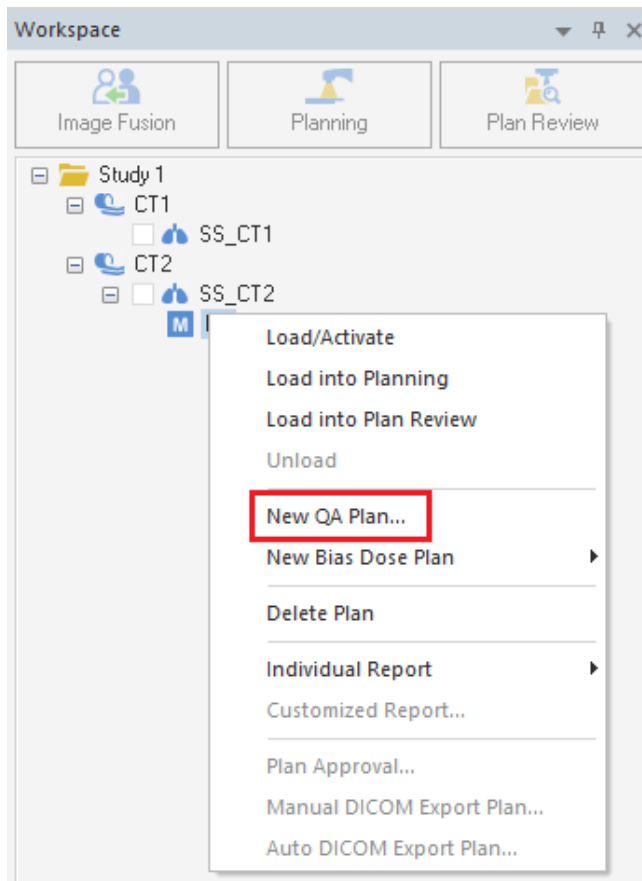 Workspace
Image Fusion
Planning
Plan Review
Study 1
CT1
SS_CT1
CT2
SS_CT2
M
Load/Activate
Load into Planning
Load into Plan Review
Unload
New QA Plan...
New Bias Dose Plan
Delete Plan
Individual Report
Customized Report...
Plan Approval...
Manual DICOM Export Plan...
Auto DICOM Export Plan...